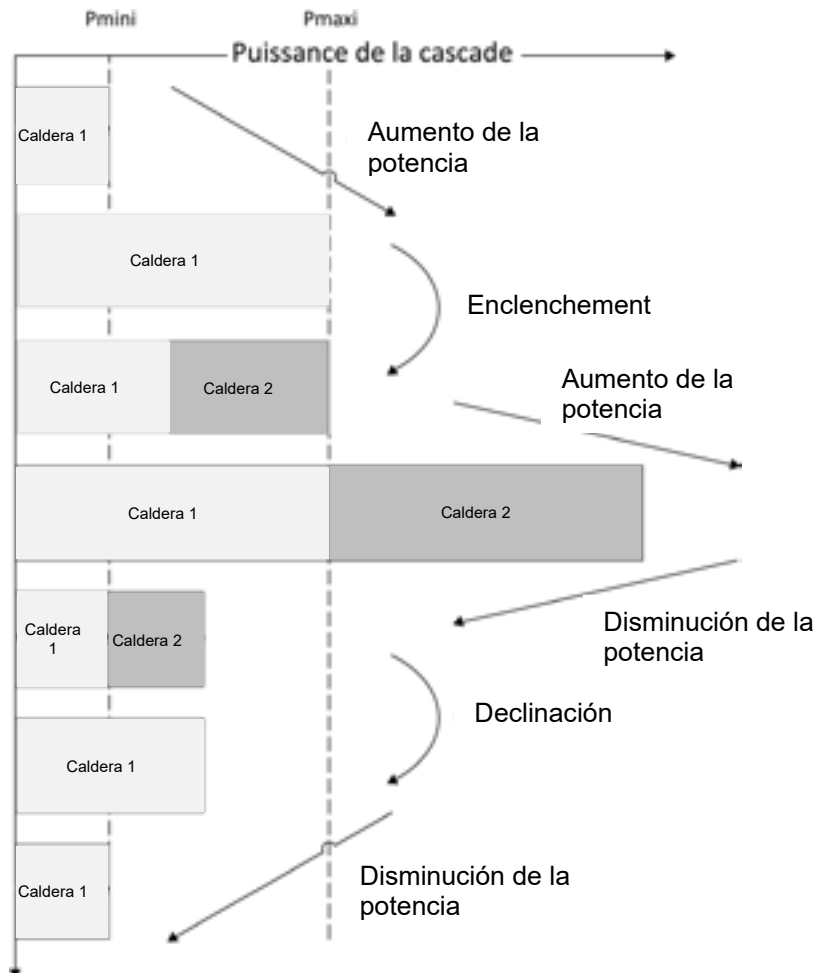 Pmini Pmaxi
Puissance de la cascade
Caldera 1
Aumento de la
potencia
Caldera 1
Enclenchement
Caldera 1 Caldera 2
Aumento de la
potencia
Caldera 1 Caldera 2
Caldera
1
Caldera 2
Disminución de la
potencia
Declinación
Caldera 1
Caldera 1
Disminución de la
potencia